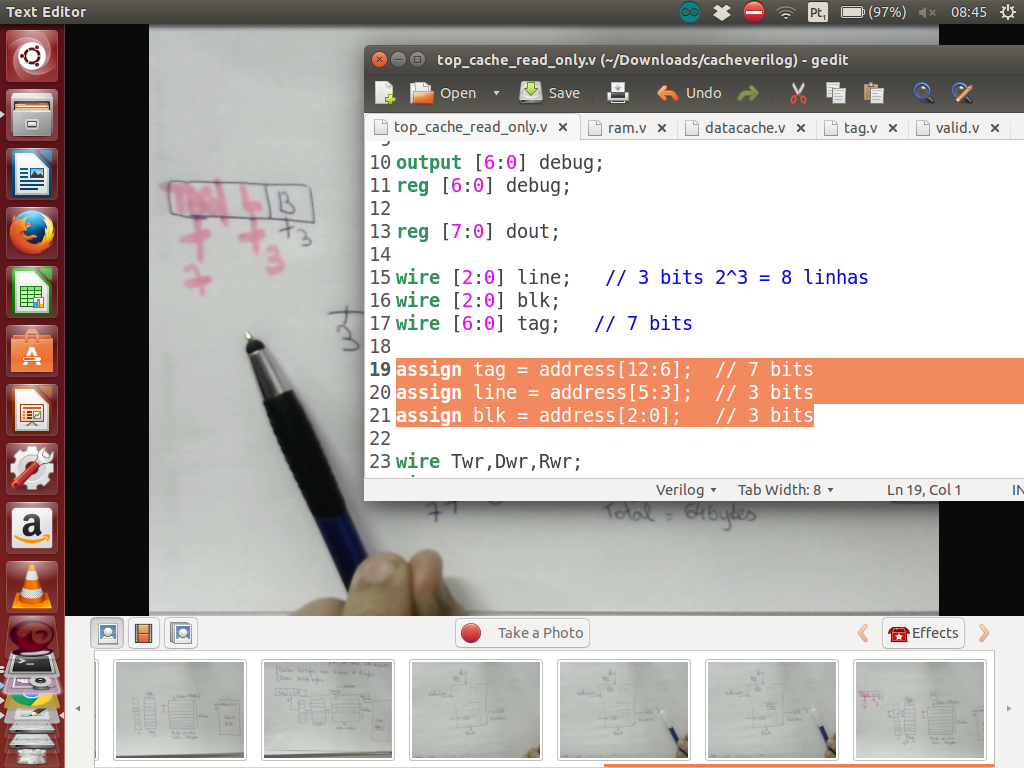 Text Editor
Pt₁ (97%) 08:45
top_cache_read_only.v (~/Downloads/cacheverilog) - gedit
Open Save Undo
top_cache_read_only.v ram.v datacache.v tag.v valid.v
10 output [6:0] debug;
11 reg [6:0] debug;
12
13 reg [7:0] dout;
14
15 wire [2:0] line; // 3 bits 2^3 = 8 linhas
16 wire [2:0] blk;
17 wire [6:0] tag; // 7 bits
18
19 assign tag = address[12:6]; // 7 bits
20 assign line = address[5:3]; // 3 bits
21 assign blk = address[2:0]; // 3 bits
22
23 wire Twr,Dwr,Rwr;
Verilog Tab Width: 8 Ln 19, Col 1 IN
TAG L B
7 3 3
3
Total = 64bytes
Take a Photo Effects